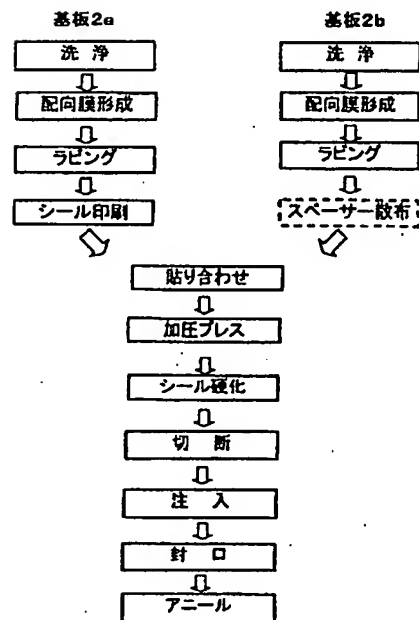 基板2a
洗 浄
配向膜形成
ラビング
シール印刷
基板2b
洗 浄
配向膜形成
ラビング
スペーサー散布
貼り合わせ
加圧プレス
シール硬化
切 断
注 入
封 口
アニール